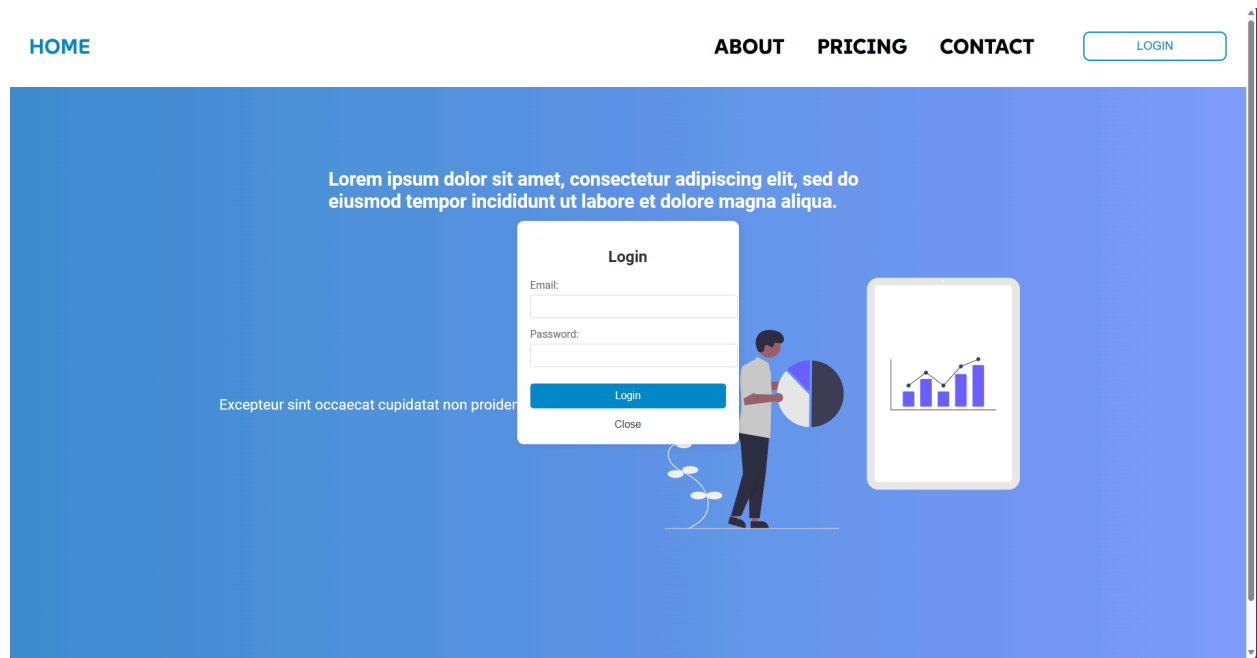 HOME
ABOUT
PRICING
CONTACT
LOGIN
Lorem ipsum dolor sit amet, consectetur adipiscing elit, sed do
eiusmod tempor incididunt ut labore et dolore magna aliqua.
Login
Email:
Password:
Login
Close
Excepteur sint occaecat cupidatat non